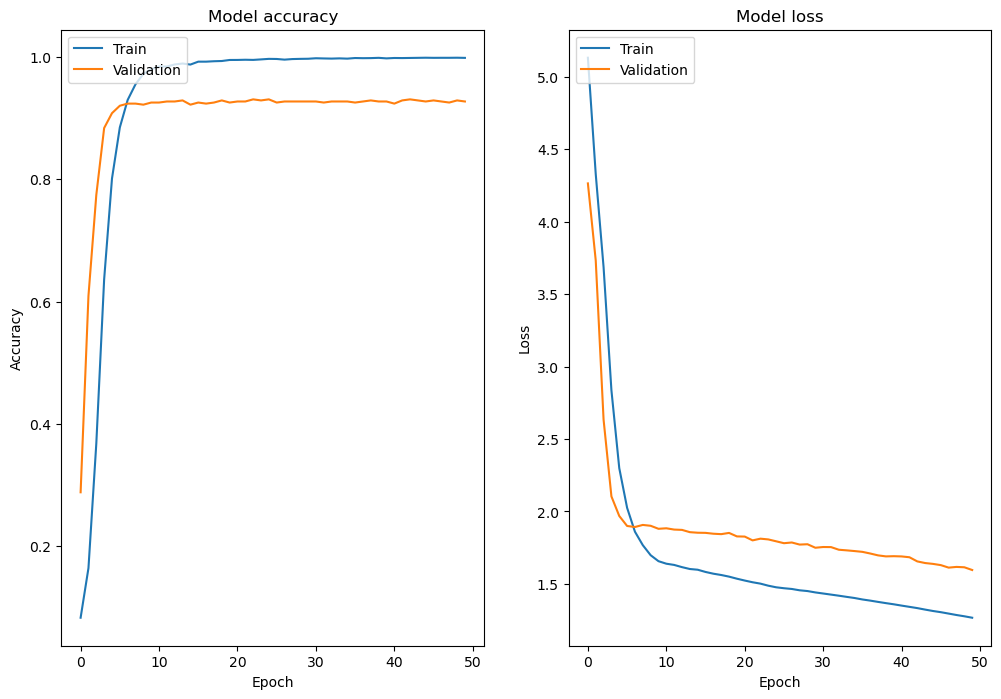 Model accuracy
Train
Validation
1.0
0.8
0.6
0.4
0.2
Accuracy
0 10 20 30 40 50
Epoch
Model loss
Train
Validation
5.0
4.5
4.0
3.5
3.0
2.5
2.0
1.5
Loss
0 10 20 30 40 50
Epoch